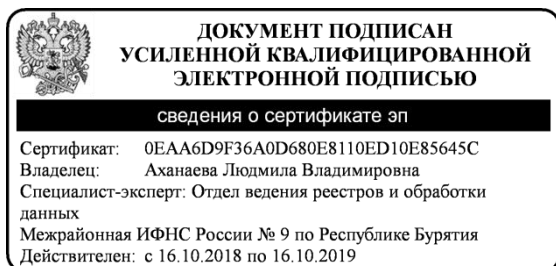 ДОКУМЕНТ ПОДПИСАН
УСИЛЕННОЙ КВАЛИФИЦИРОВАННОЙ
ЭЛЕКТРОННОЙ ПОДПИСЬЮ
сведения о сертификате эп
Сертификат: 0EAA6D9F36A0D680E8110ED10E85645C
Владелец: Аханаева Людмила Владимировна
Специалист-эксперт: Отдел ведения реестров и обработки
данных
Межрайонная ИФНС России № 9 по Республике Бурятия
Действителен: с 16.10.2018 по 16.10.2019